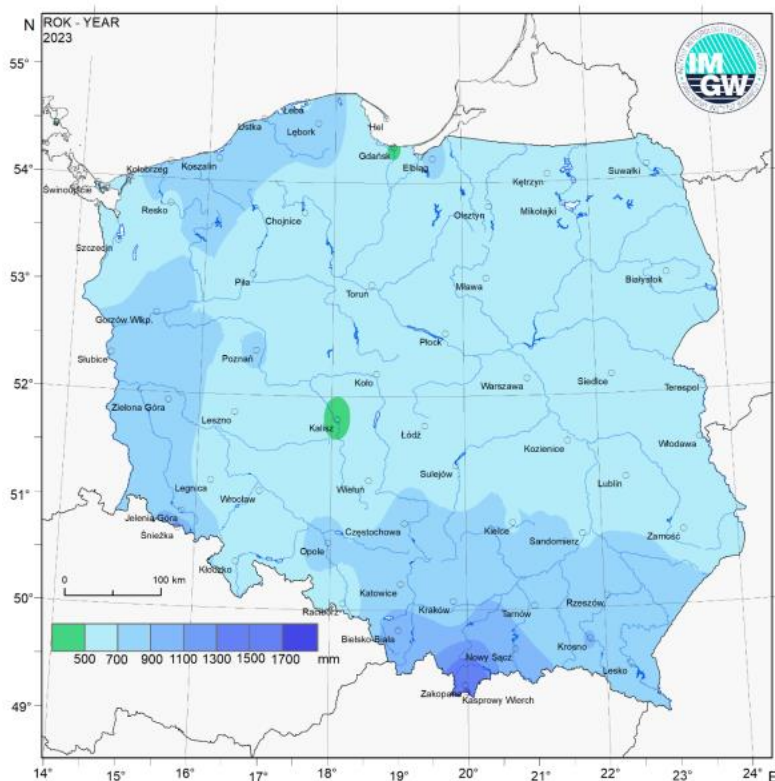 N
ROK - YEAR
2023
IMGW
55°
Łeba
Ustka
Lębork
Hel
54°
Kołobrzeg
Koszalin
Gdańsk
Elbląg
Kętrzyn
Suwałki
Świnoujście
Resko
Chojnice
Olsztyn
Mikołajki
Szczecin
53°
Piła
Toruń
Mława
Białystok
Gorzów Wlkp.
Płock
Słubice
Poznań
52°
Koło
Warszawa
Siedlce
Terespol
Zielona Góra
Leszno
Kalisz
Łódź
Kozienice
Włodawa
51°
Legnica
Wrocław
Wieluń
Sulejów
Lublin
Jelenia Góra
Śnieżka
Częstochowa
Kielce
Sandomierz
Zamość
Kłodzko
Opole
0 100 km
50°
Katowice
Racibórz
Kraków
Tarnów
Rzeszów
Bielsko-Biała
Nowy Sącz
Krosno
Lesko
500 700 900 1100 1300 1500 1700 mm
Zakopane
Kasprowy Wierch
49°
14° 15° 16° 17° 18° 19° 20° 21° 22° 23° 24° E